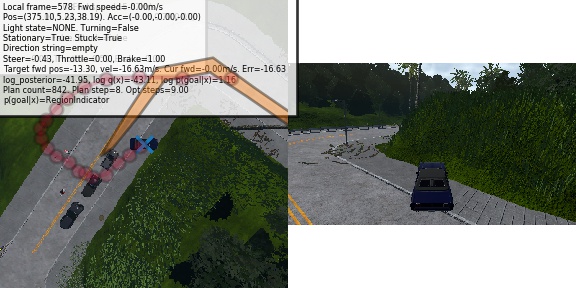 Local frame=578. Fwd speed=-0.00m/s
Pos=(375.10,5.23,38.19). Acc=(-0.00,-0.00,-0.00)
Light state=NONE. Turning=False
Stationary=True. Stuck=True
Direction string=empty
Steer=-0.43, Throttle=0.00, Brake=1.00
Target fwd pos=-13.30, vel=-16.63m/s. Cur fwd=-0.00m/s. Err=-16.63
log_posterior=-41.95, log q(x)=-43.11, log p(goal|x)=1.16
Plan count=842. Plan step=8. Opt steps=9.00
p(goal|x)=RegionIndicator